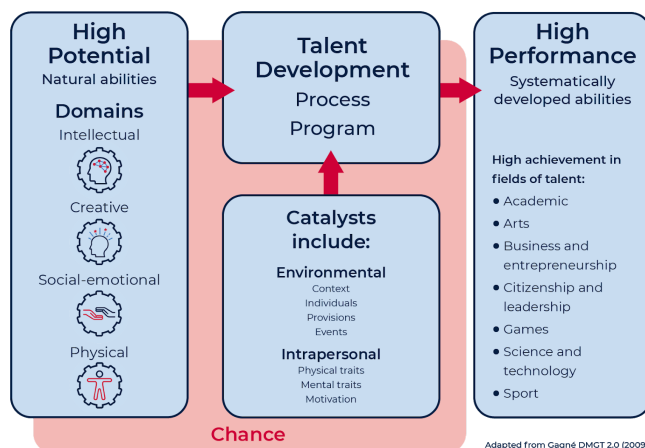 High
Potential
Natural abilities
Domains
Intellectual
Creative
Social-emotional
Physical
Talent
Development
Process
Program
Catalysts
include:
Environmental
Context
Individuals
Provisions
Events
Intrapersonal
Physical traits
Mental traits
Motivation
Chance
High
Performance
Systematically
developed abilities
High achievement in
fields of talent:
• Academic
• Arts
• Business and
entrepreneurship
• Citizenship and
leadership
• Games
• Science and
technology
• Sport
Adapted from Gagné DMGT 2.0 (2009